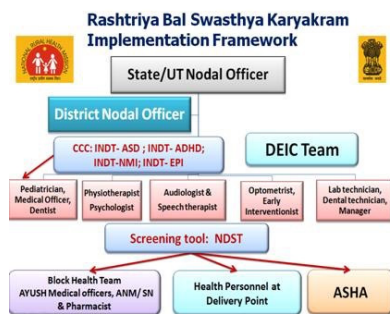 Rashtriya Bal Swasthya Karyakram
Implementation Framework
State/UT Nodal Officer
District Nodal Officer
CCC: INDT- ASD ; INDT- ADHD;
INDT-NMI; INDT- EPI
DEIC Team
Pediatrician,
Medical Officer,
Dentist
Physiotherapist
Psychologist
Audiologist &
Speech therapist
Optometrist,
Early
Interventionist
Lab technician,
Dental technician,
Manager
Screening tool: NDST
Block Health Team
AYUSH Medical officers, ANM/ SN
& Pharmacist
Health Personnel at
Delivery Point
ASHA